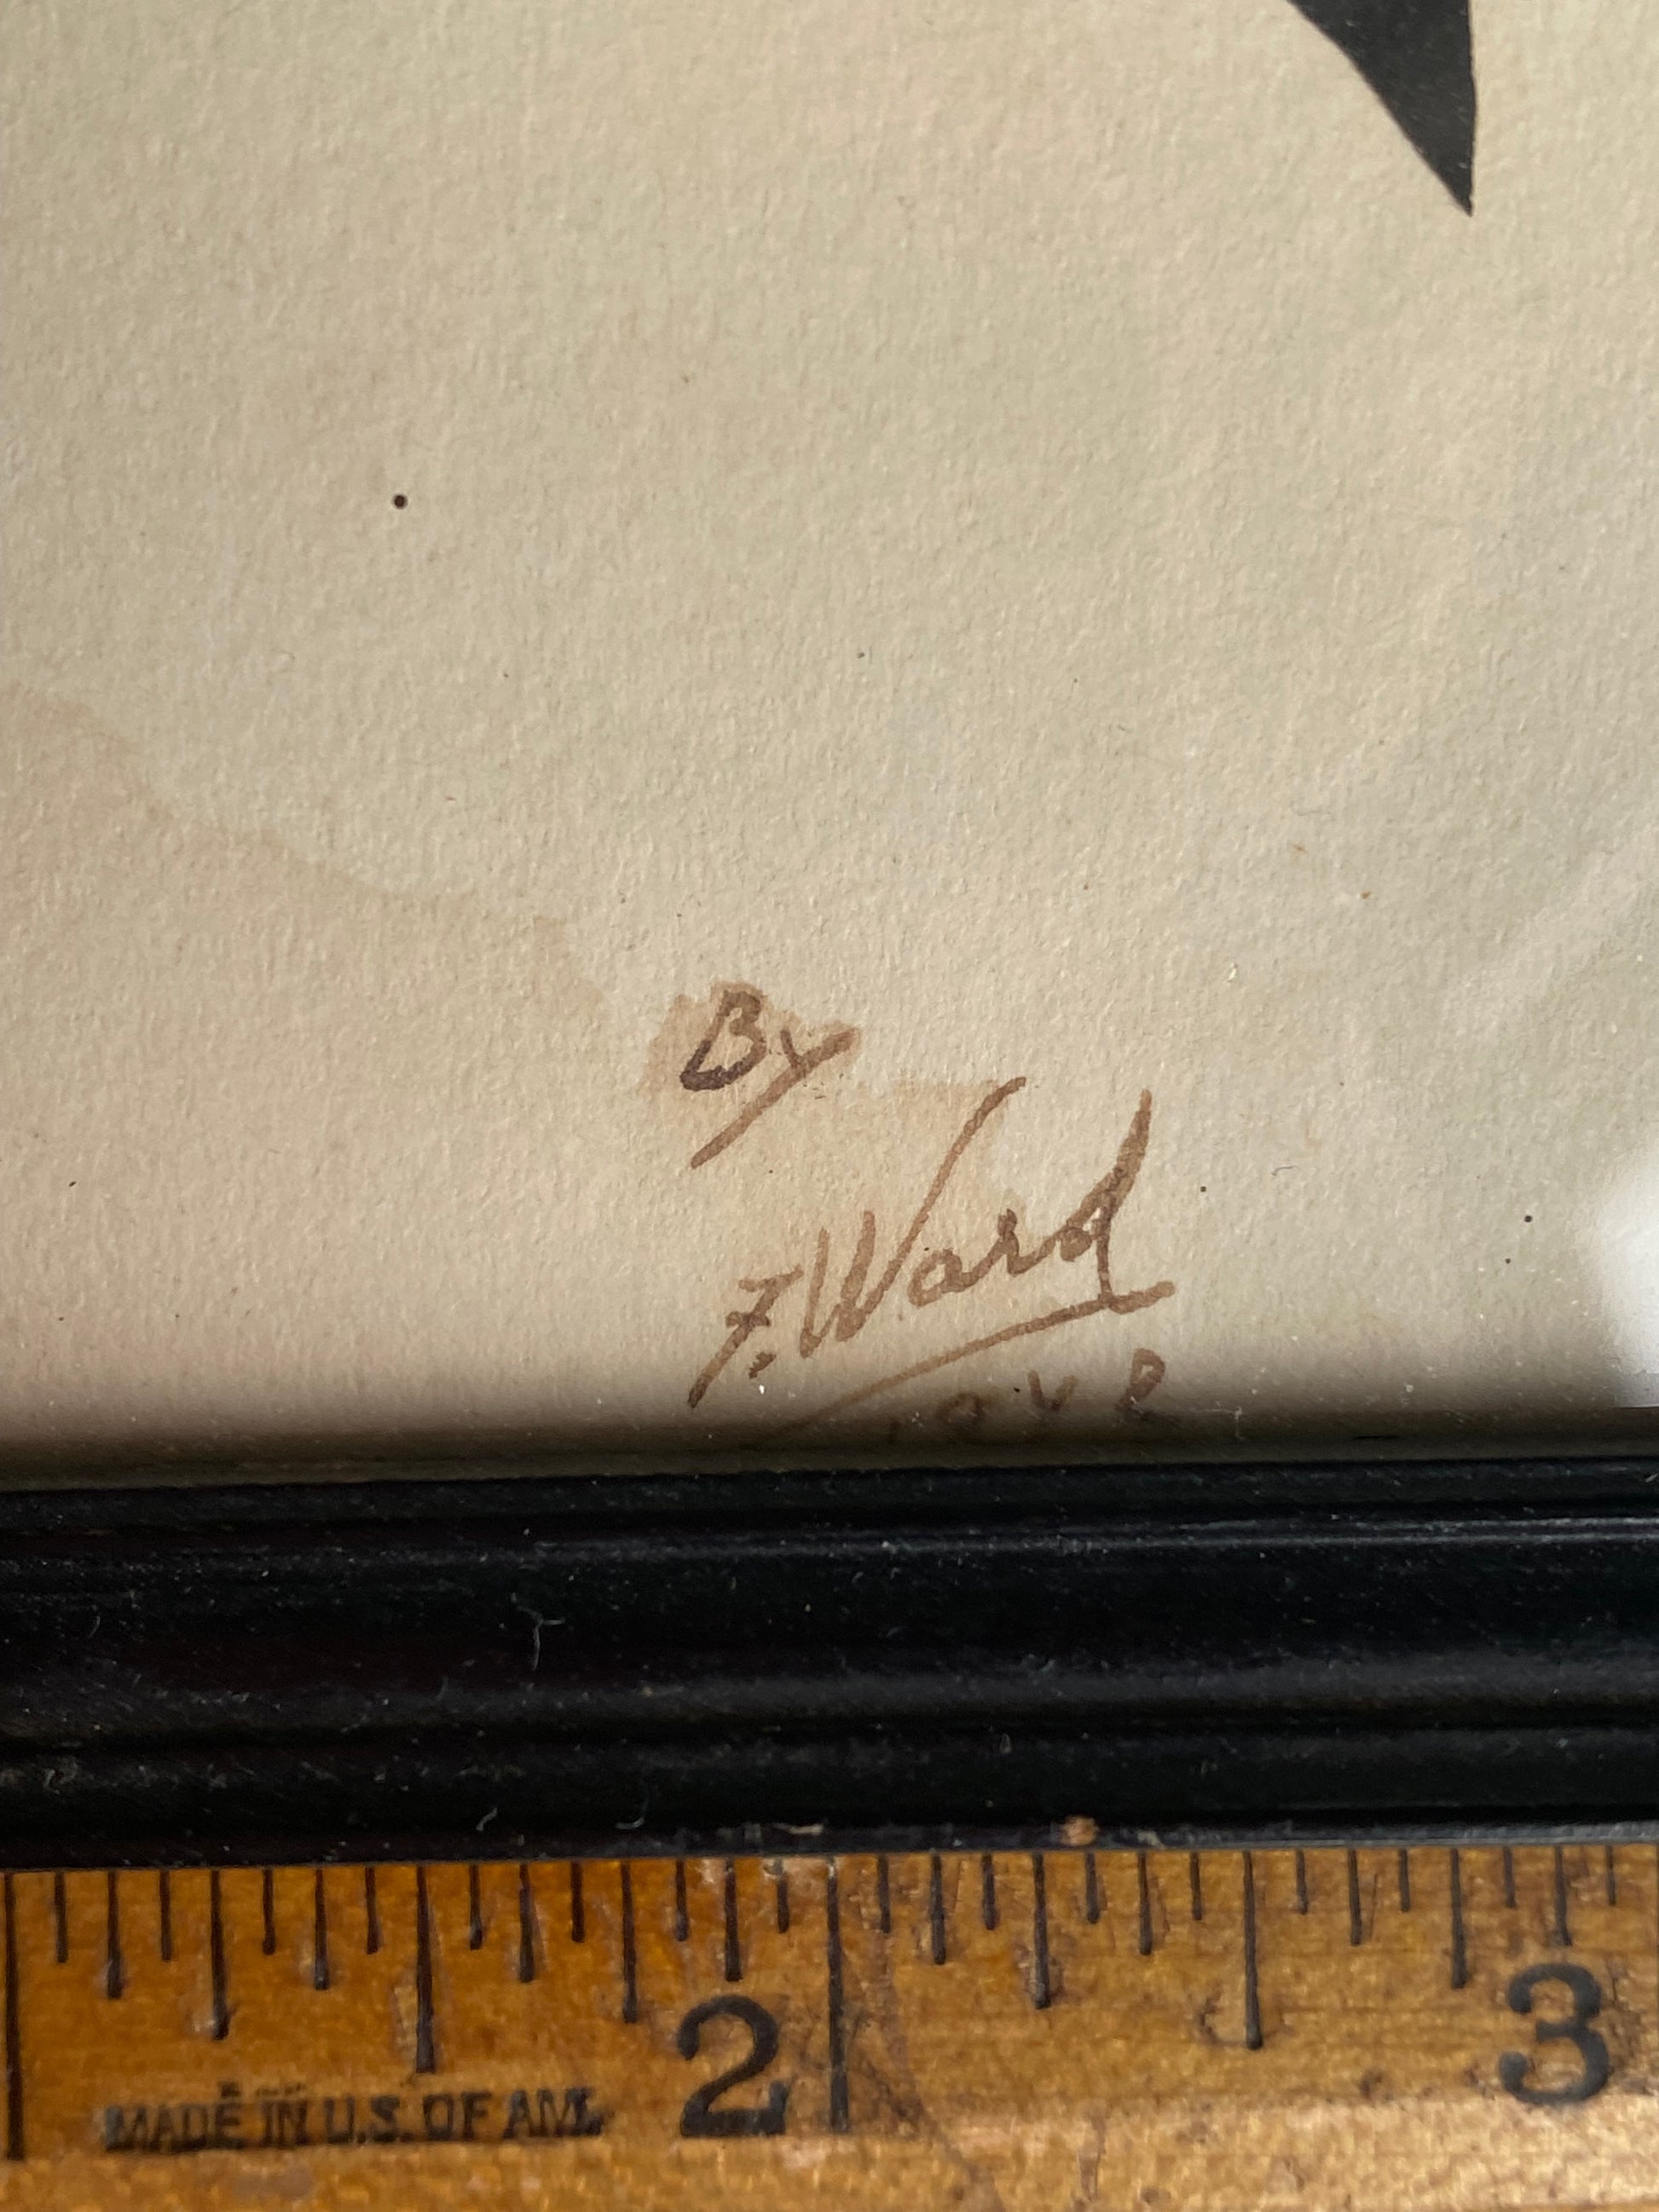 By
F. Ward
2 3
MADE IN U.S. OF AM.